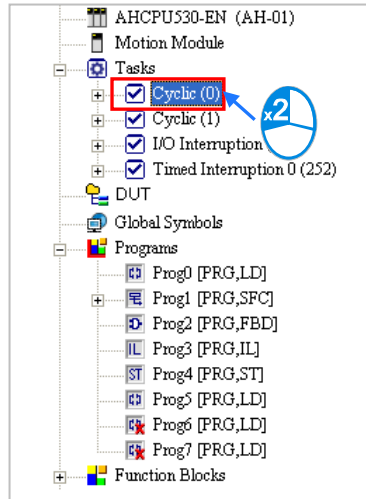 AHCPU530-EN (AH-01)
Motion Module
Tasks
Cyclic (0)
x2
Cyclic (1)
I/O Interruption
Timed Interruption 0 (252)
DUT
Global Symbols
Programs
Prog0 [PRG,LD]
Prog1 [PRG,SFC]
Prog2 [PRG,FBD]
IL Prog3 [PRG,IL]
ST Prog4 [PRG,ST]
Prog5 [PRG,LD]
Prog6 [PRG,LD]
Prog7 [PRG,LD]
Function Blocks